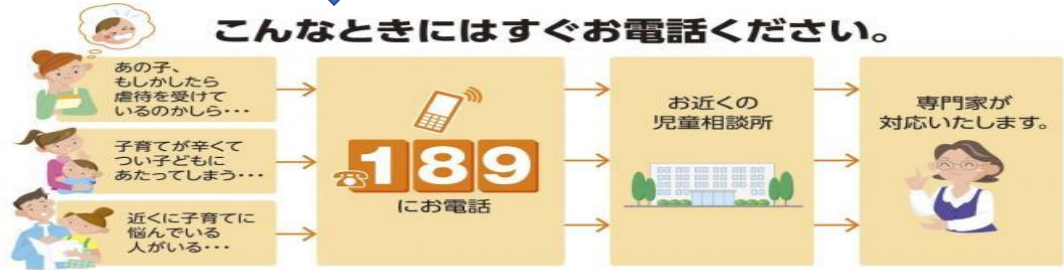 こんなときにはすぐお電話ください。
あの子、
もしかしたら
虐待を受けて
いるのかしら・・・
子育てが辛くて
つい子どもに
あたってしまう・・・
近くに子育てに
悩んでいる
人がいる・・・
189
にお電話
お近くの
児童相談所
専門家が
対応いたします。